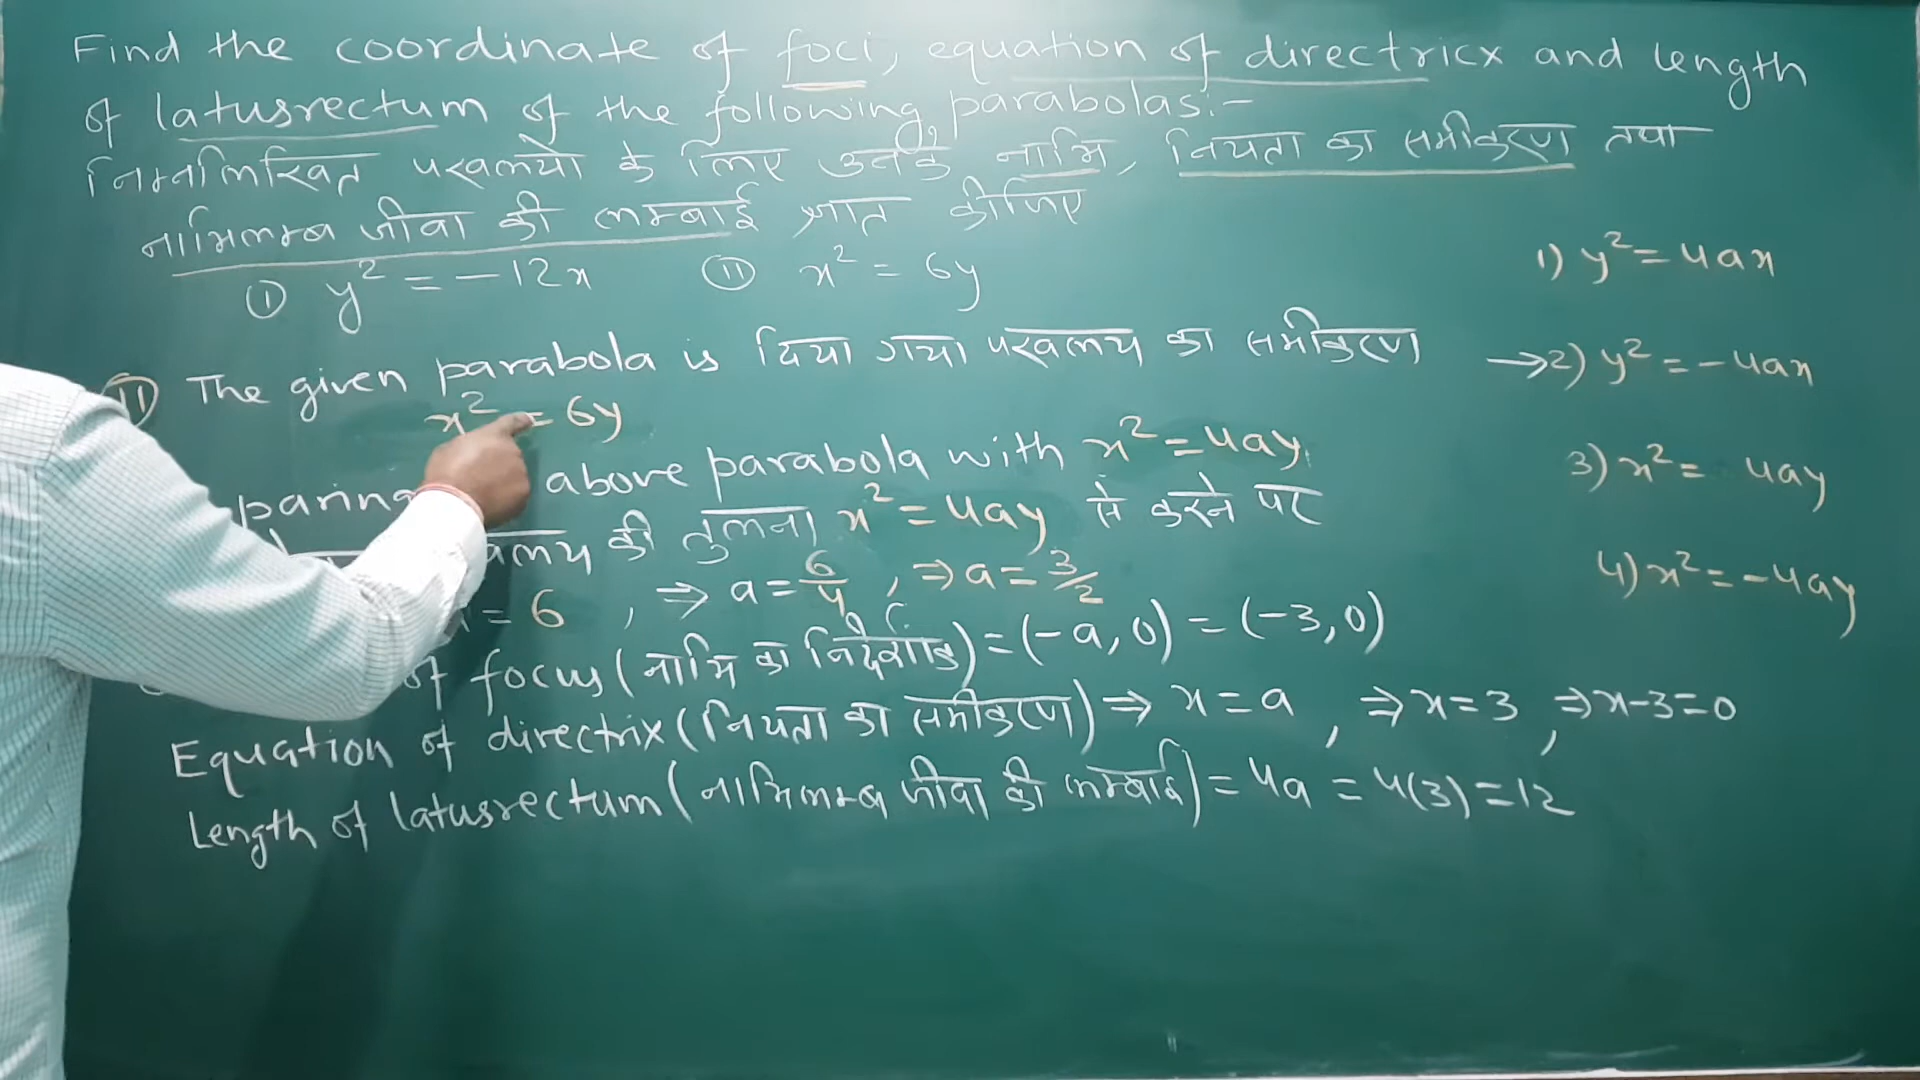 Find the coordinate of foci, equation of directricx and length
of latusrectum of the following parabolas:-
निम्नलिखित परवलयो के लिए उनके नाभि, नियता का समीकरण तथा
नाभिलम्ब जीवा की लम्बाई ज्ञात कीजिए
(I) y² = -12x (II) x² = 6y
1) y² = 4ax
(II) The given parabola is दिया गया परवलय का समीकरण
→2) y² = -4ax
x² = 6y
above parabola with x² = 4ay
3) x² = 4ay
की तुलना x² = 4ay से करने पर
= 6 , ⇒ a = 6/4 , ⇒ a = 3/2
4) x² = -4ay
of focus (नाभि का निर्देशांक) = (-a, 0) = (-3, 0)
Equation of directrix (नियता का समीकरण) ⇒ x = a , ⇒ x = 3 , ⇒ x-3=0
Length of latusrectum (नाभिलम्ब जीवा की लम्बाई) = 4a = 4(3) = 12